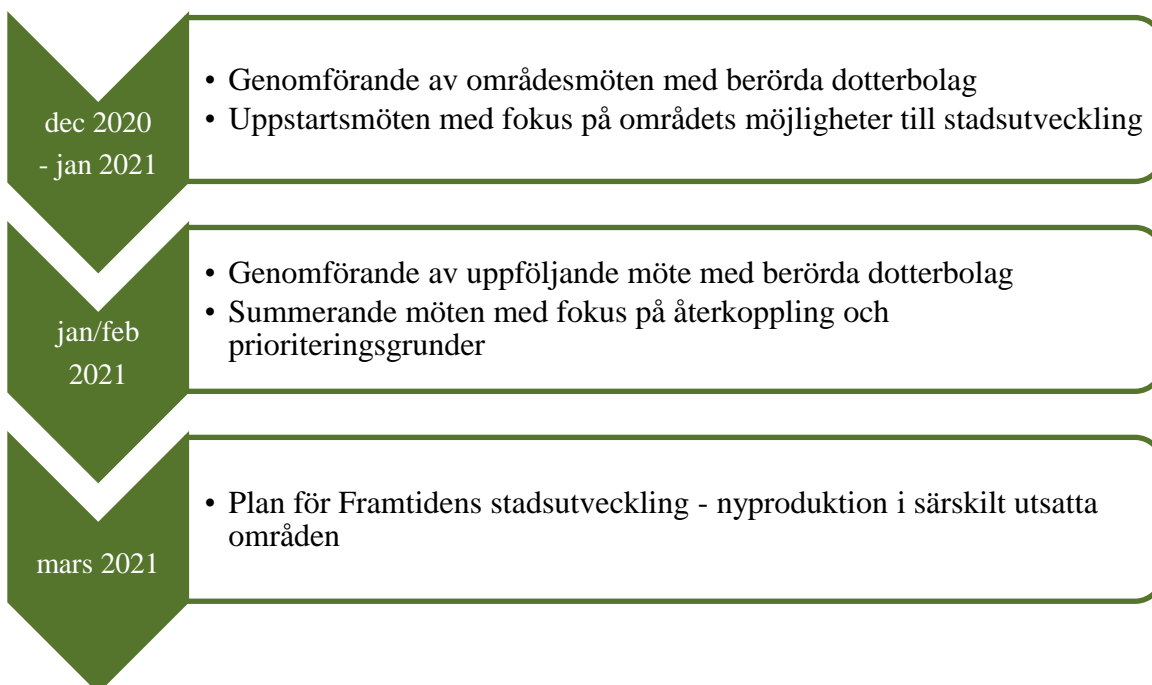 dec 2020
- jan 2021
• Genomförande av områdesmöten med berörda dotterbolag
• Uppstartsmöten med fokus på områdets möjligheter till stadsutveckling
jan/feb
2021
• Genomförande av uppföljande möte med berörda dotterbolag
• Summerande möten med fokus på återkoppling och
prioriteringsgrunder
mars 2021
• Plan för Framtidens stadsutveckling - nyproduktion i särskilt utsatta
områden